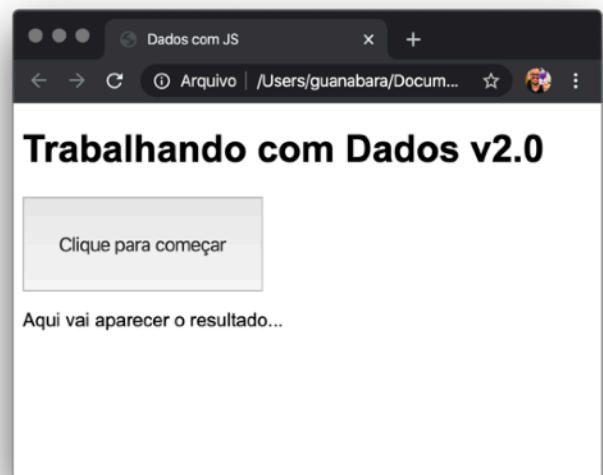 Dados com JS
Arquivo | /Users/guanabara/Docum...
Trabalhando com Dados v2.0
Clique para começar
Aqui vai aparecer o resultado...